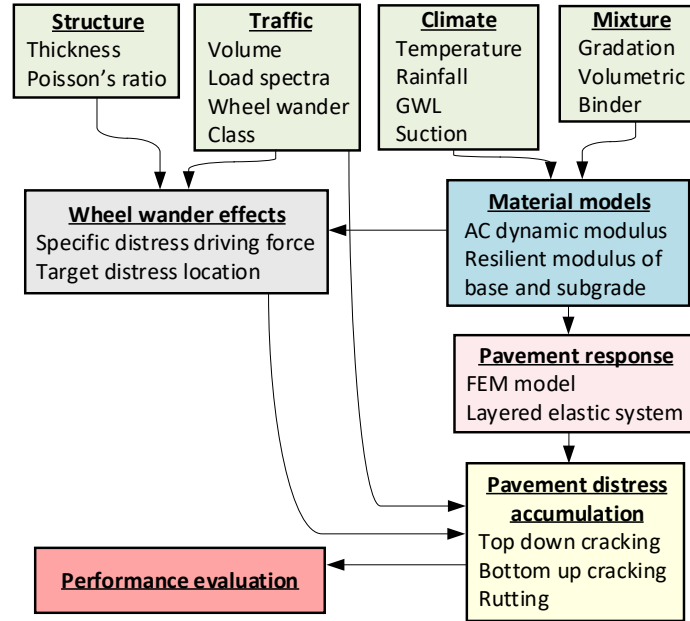 Structure
Thickness
Poisson's ratio
Traffic
Volume
Load spectra
Wheel wander
Class
Climate
Temperature
Rainfall
GWL
Suction
Mixture
Gradation
Volumetric
Binder
Wheel wander effects
Specific distress driving force
Target distress location
Material models
AC dynamic modulus
Resilient modulus of
base and subgrade
Pavement response
FEM model
Layered elastic system
Pavement distress
accumulation
Top down cracking
Bottom up cracking
Rutting
Performance evaluation